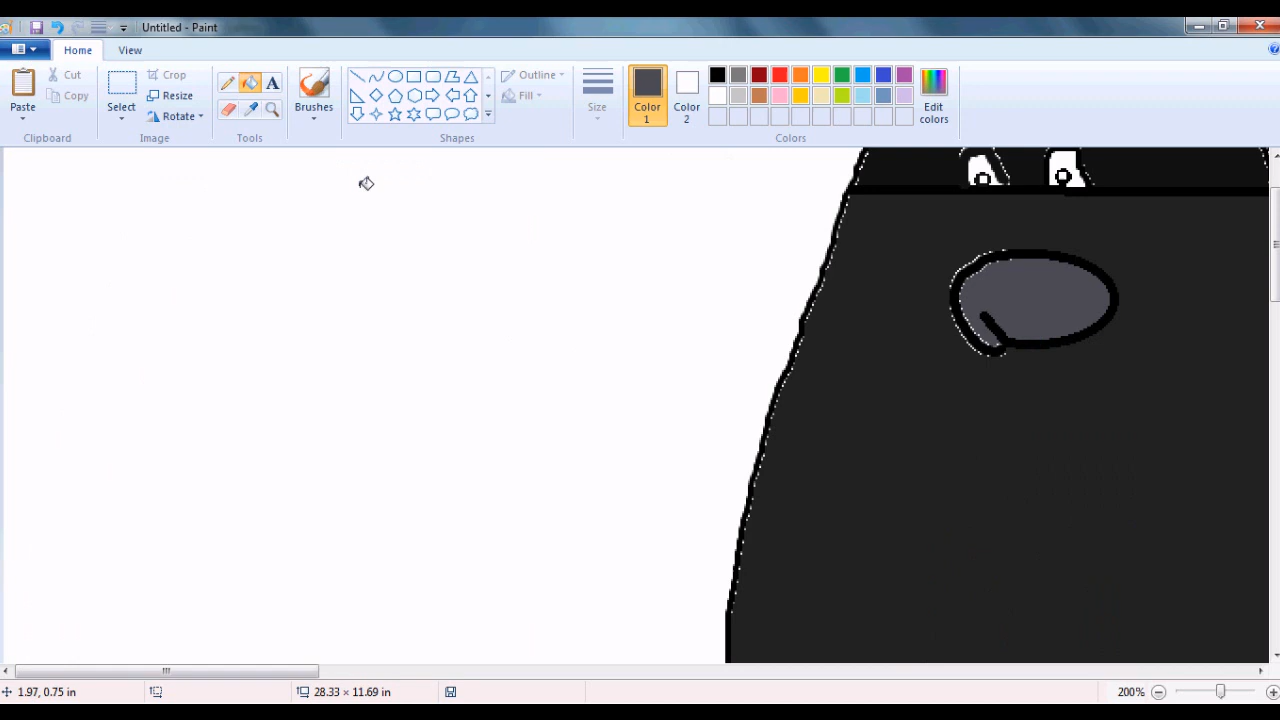 Untitled - Paint
Home View
Cut
Copy
Paste
Clipboard
Crop
Resize
Rotate
Select
Image
A
Tools
Brushes
Outline
Fill
Shapes
Size
Color 1
Color 2
Edit colors
Colors
1.97, 0.75 in
28.33 × 11.69 in
200%